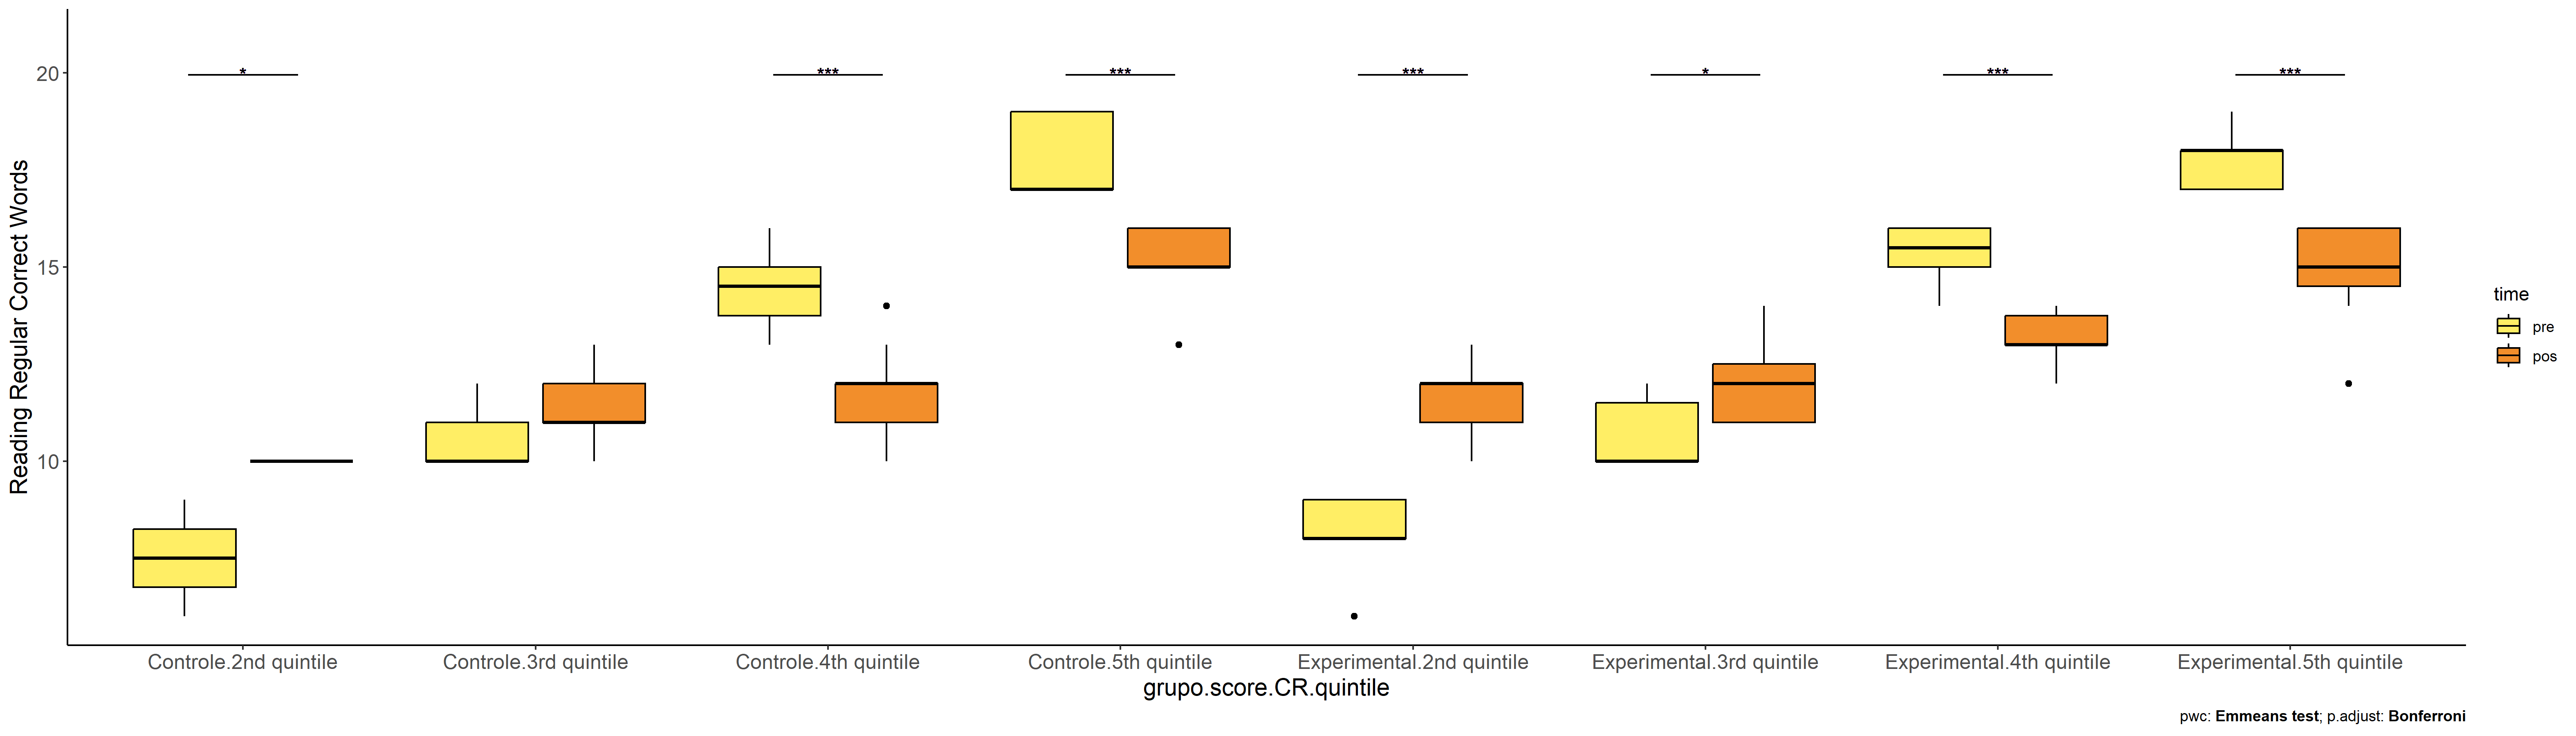 * *** *** *** * *** ***
20
15
10
Reading Regular Correct Words
time
pre
pos
Controle.2nd quintile Controle.3rd quintile Controle.4th quintile Controle.5th quintile Experimental.2nd quintile Experimental.3rd quintile Experimental.4th quintile Experimental.5th quintile
grupo.score.CR.quintile
pwc: Emmeans test; p.adjust: Bonferroni